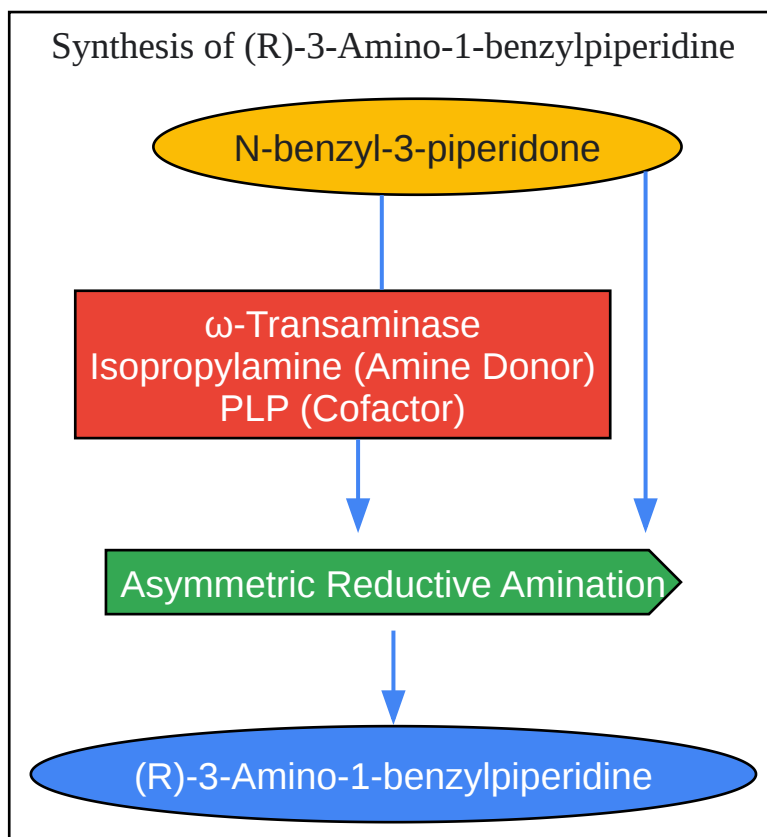 Synthesis of (R)-3-Amino-1-benzylpiperidine
N-benzyl-3-piperidone
ω-Transaminase
Isopropylamine (Amine Donor)
PLP (Cofactor)
Asymmetric Reductive Amination
(R)-3-Amino-1-benzylpiperidine